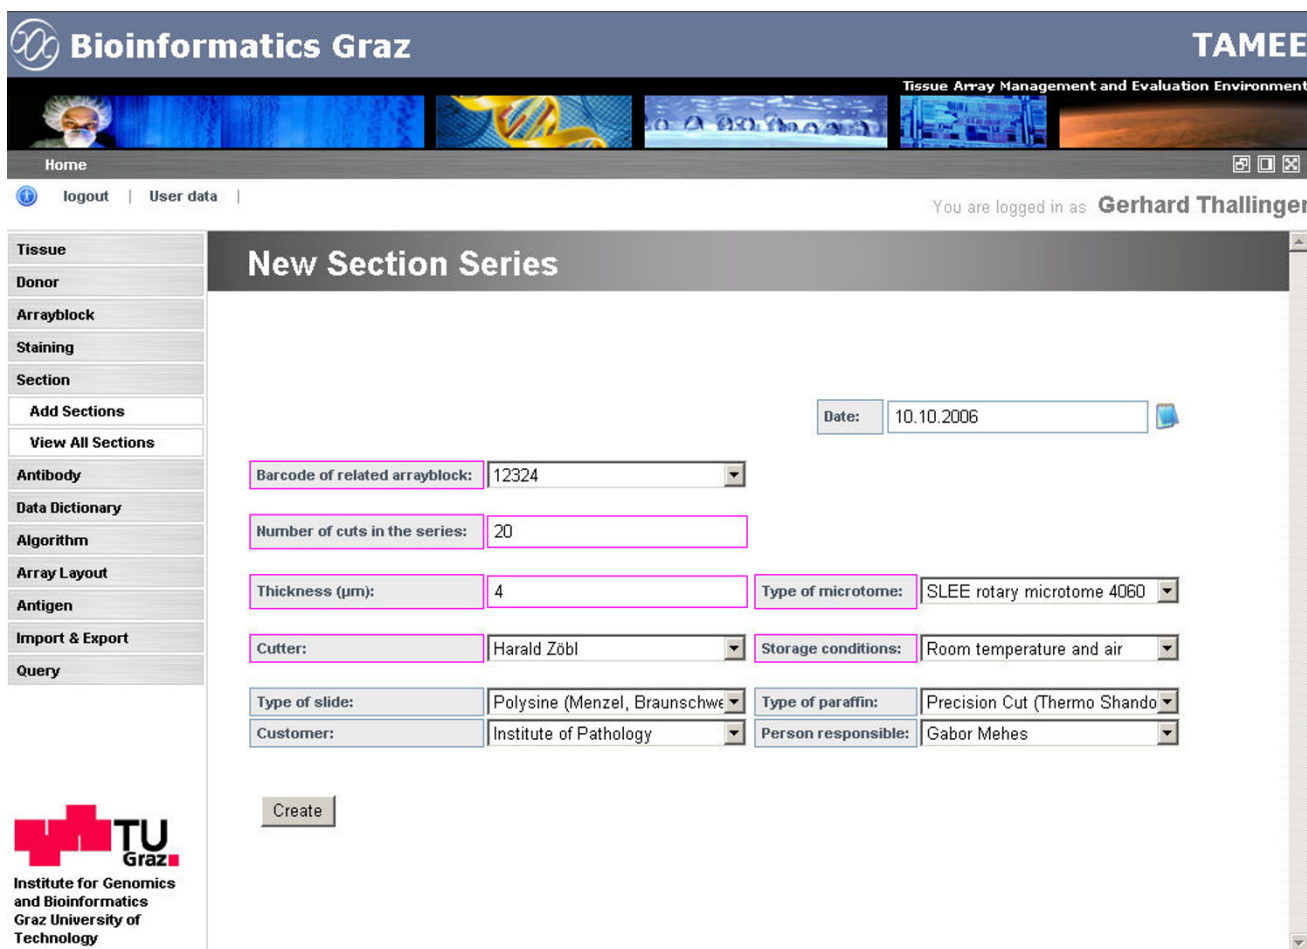 Bioinformatics Graz
TAMEE
Tissue Array Management and Evaluation Environment
Home
logout | User data |
You are logged in as Gerhard Thallinger
Tissue
Donor
Arrayblock
Staining
Section
Add Sections
View All Sections
Antibody
Data Dictionary
Algorithm
Array Layout
Antigen
Import & Export
Query
New Section Series
Date: 10.10.2006
Barcode of related arrayblock: 12324
Number of cuts in the series: 20
Thickness (µm): 4 Type of microtome: SLEE rotary microtome 4060
Cutter: Harald Zöbl Storage conditions: Room temperature and air
Type of slide: Polysine (Menzel, Braunschwe Type of paraffin: Precision Cut (Thermo Shando
Customer: Institute of Pathology Person responsible: Gabor Mehes
Create
TU
Graz
Institute for Genomics
and Bioinformatics
Graz University of
Technology